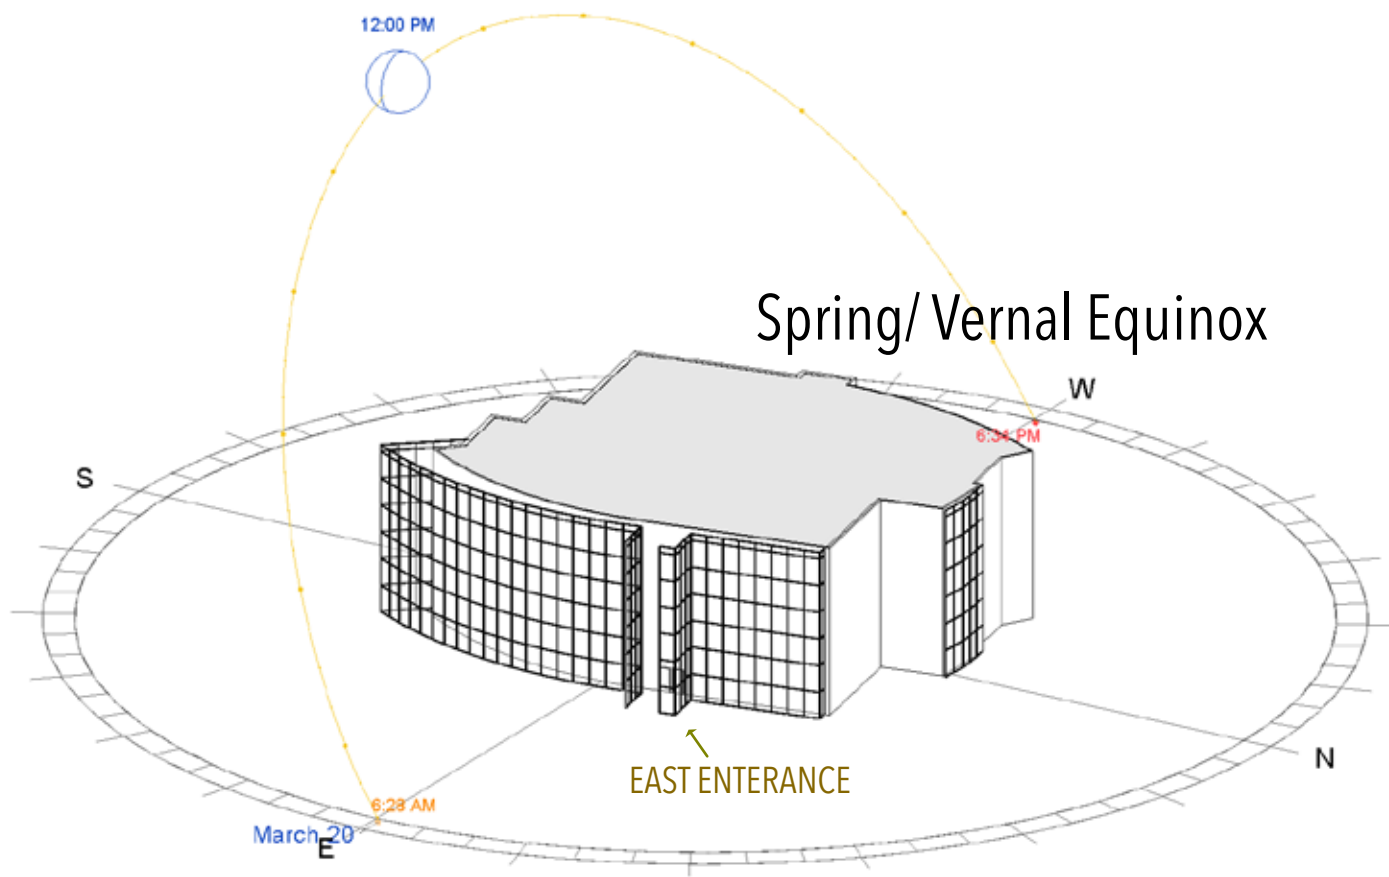 12:00 PM
Spring/ Vernal Equinox
W
6:34 PM
S
N
EAST ENTERANCE
6:28 AM
March 20
E